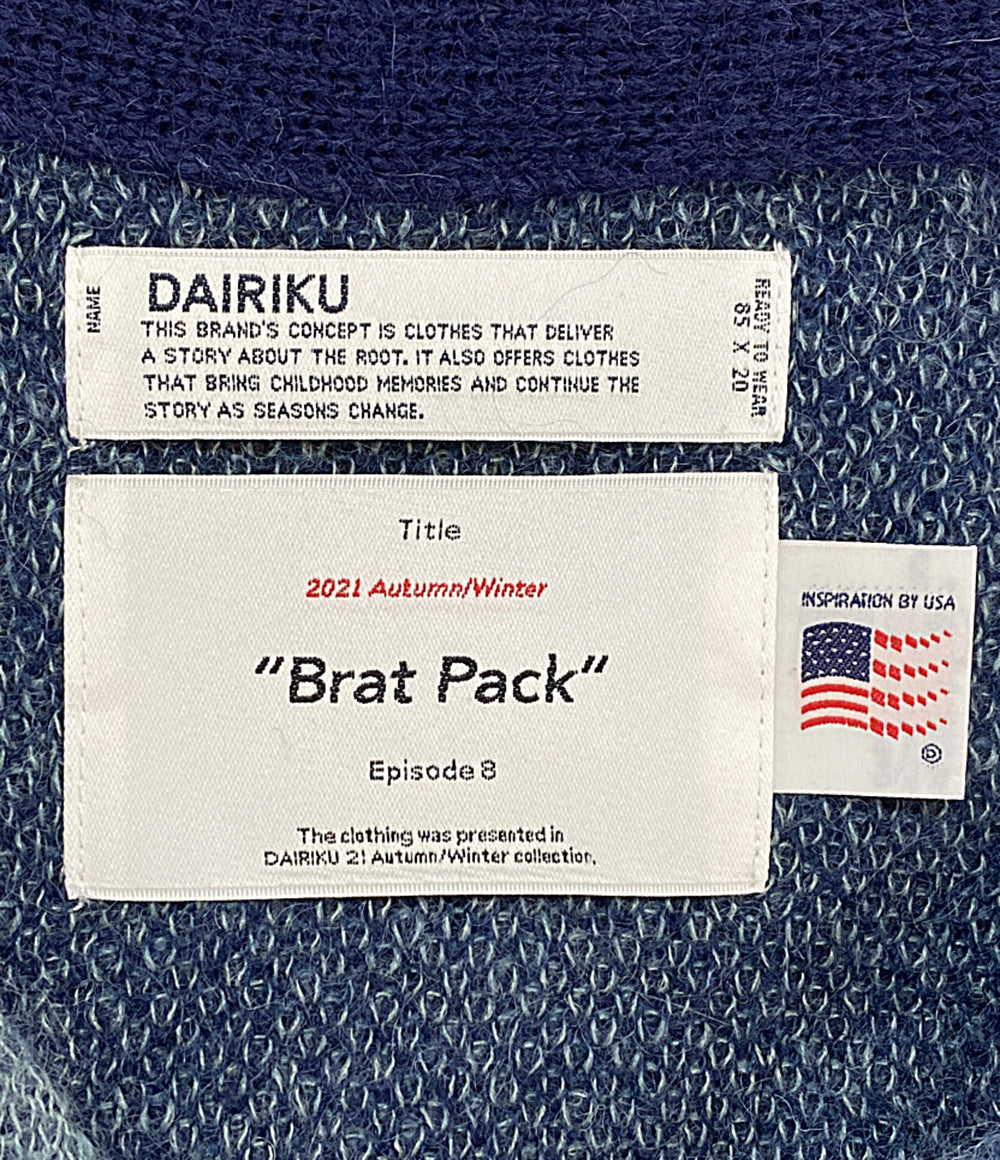 NAME
DAIRIKU
THIS BRAND'S CONCEPT IS CLOTHES THAT DELIVER
A STORY ABOUT THE ROOT. IT ALSO OFFERS CLOTHES
THAT BRING CHILDHOOD MEMORIES AND CONTINUE THE
STORY AS SEASONS CHANGE.
READY TO WEAR
85 X 20
Title
2021 Autumn/Winter
"Brat Pack"
Episode 8
The clothing was presented in
DAIRIKU 21 Autumn/Winter collection.
INSPIRATION BY USA